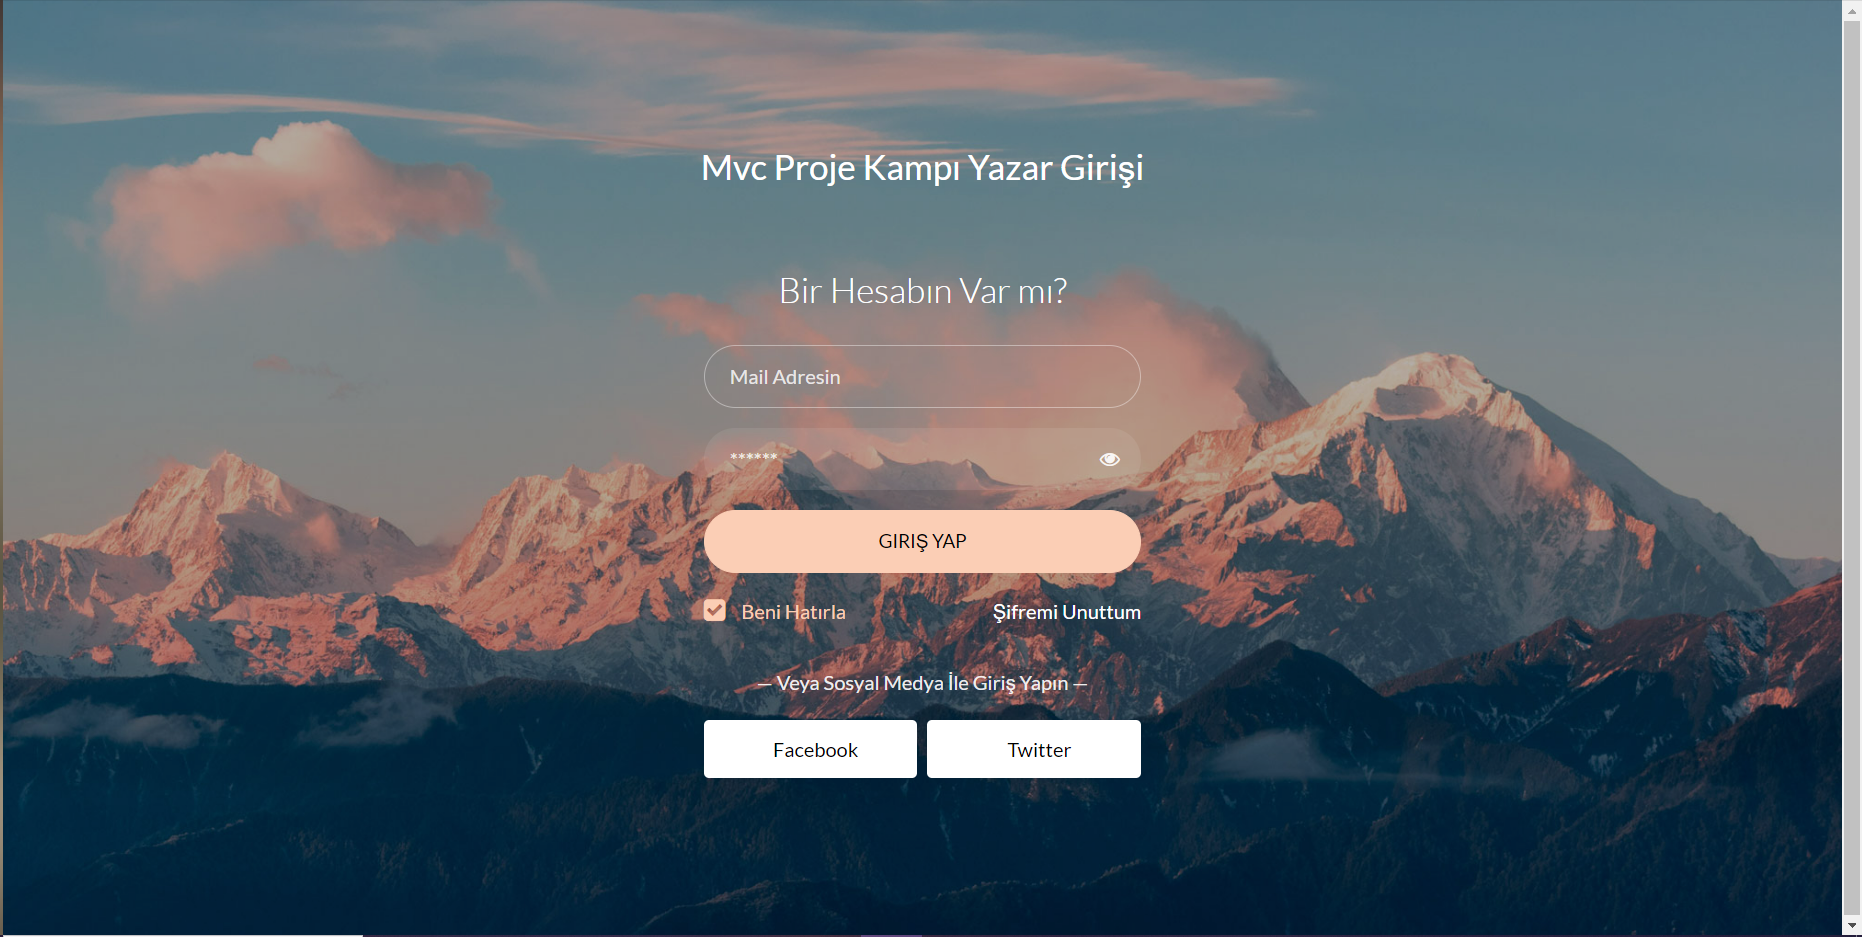 Mvc Proje Kampı Yazar Girişi
Bir Hesabın Var mı?
Mail Adresin
******
GIRIŞ YAP
Beni Hatırla
Şifremi Unuttum
— Veya Sosyal Medya İle Giriş Yapın —
Facebook
Twitter